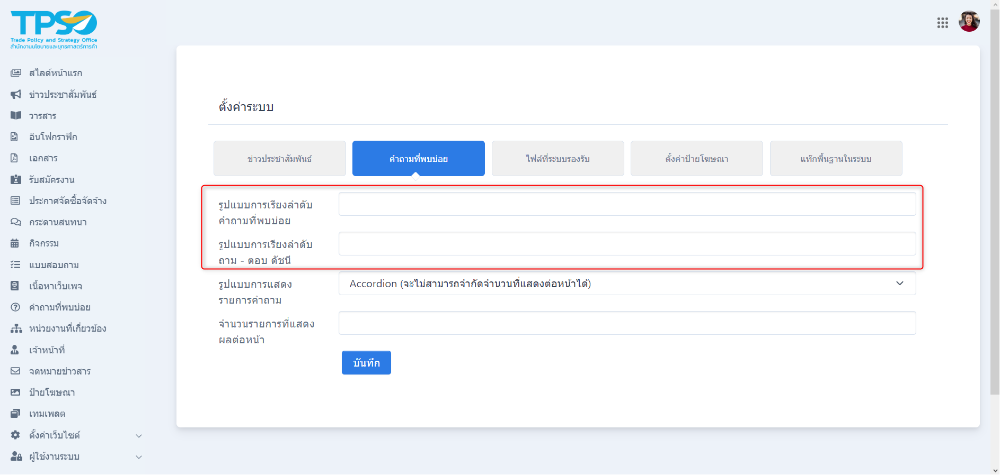 TPSO
Trade Policy and Strategy Office
สำนักงานนโยบายและยุทธศาสตร์การค้า
สไลด์หน้าแรก
ข่าวประชาสัมพันธ์
วารสาร
อินโฟกราฟิก
เอกสาร
รับสมัครงาน
ประกาศจัดซื้อจัดจ้าง
กระดานสนทนา
กิจกรรม
แบบสอบถาม
เนื้อหาเว็บเพจ
คำถามที่พบบ่อย
หน่วยงานที่เกี่ยวข้อง
เจ้าหน้าที่
จดหมายข่าวสาร
ป้ายโฆษณา
เทมเพลต
ตั้งค่าเว็บไซต์
ผู้ใช้งานระบบ
ตั้งค่าระบบ
ข่าวประชาสัมพันธ์
คำถามที่พบบ่อย
ไฟล์ที่ระบบรองรับ
ตั้งค่าป้ายโฆษณา
แท๊กพื้นฐานในระบบ
รูปแบบการเรียงลำดับ
คำถามที่พบบ่อย
รูปแบบการเรียงลำดับ
ถาม - ตอบ ดัชนี
รูปแบบการแสดง
รายการคำถาม
Accordion (จะไม่สามารถจำกัดจำนวนที่แสดงต่อหน้าได้)
จำนวนรายการที่แสดง
ผลต่อหน้า
บันทึก